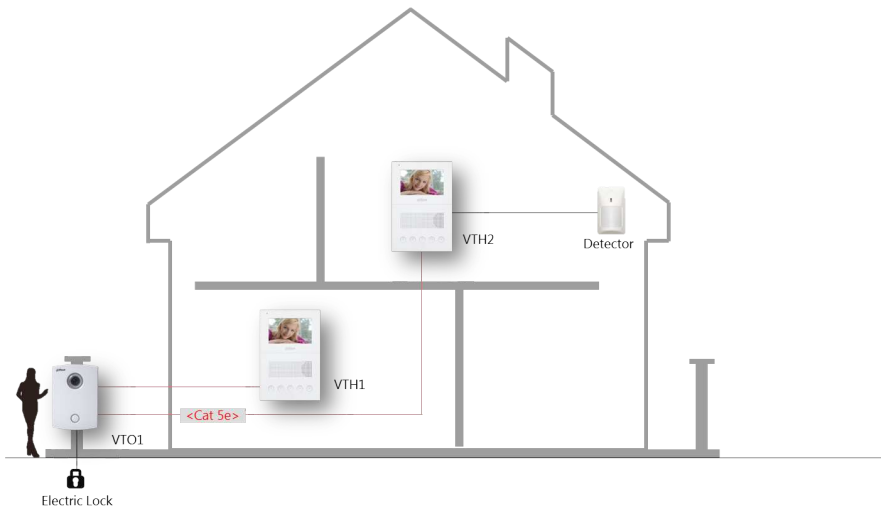 VTH2
Detector
VTH1
<Cat 5e>
VTO1
Electric Lock